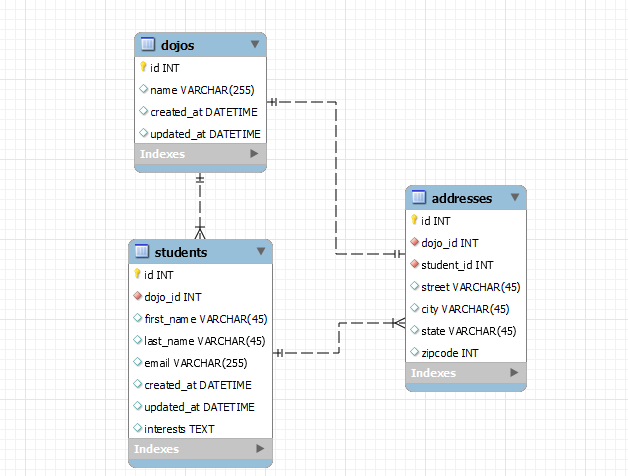 dojos
id INT
name VARCHAR(255)
created_at DATETIME
updated_at DATETIME
Indexes
students
id INT
dojo_id INT
first_name VARCHAR(45)
last_name VARCHAR(45)
email VARCHAR(255)
created_at DATETIME
updated_at DATETIME
interests TEXT
Indexes
addresses
id INT
dojo_id INT
student_id INT
street VARCHAR(45)
city VARCHAR(45)
state VARCHAR(45)
zipcode INT
Indexes